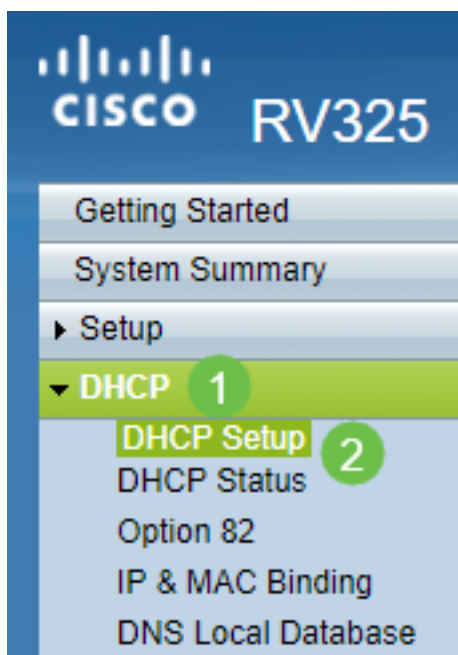 CISCO RV325
Getting Started
System Summary
Setup
DHCP 1
DHCP Setup 2
DHCP Status
Option 82
IP & MAC Binding
DNS Local Database